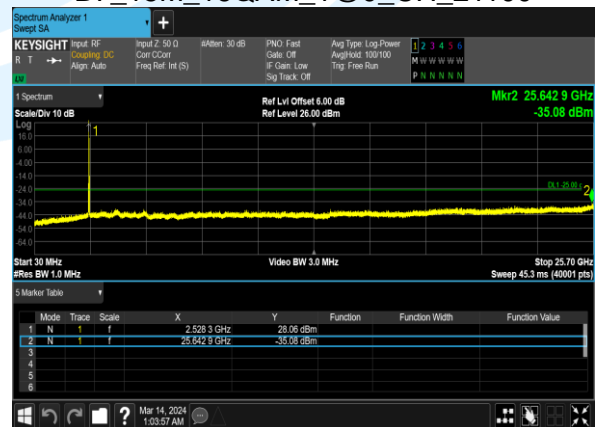 Spectrum Analyzer 1
Swept SA
+
KEYSIGHT Input: RF Input Z: 50 Ω #Atten: 30 dB PNO: Fast Avg Type: Log-Power 1 2 3 4 5 6
R T Coupling: DC Corr CCorr Gate: Off Avg|Hold: 100/100 M W W W W W
Align: Auto Freq Ref: Int (S) IF Gain: Low Trig: Free Run
Sig Track: Off P N N N N N
LU
1 Spectrum Ref Lvl Offset 6.00 dB Mkr2 25.642 9 GHz
Scale/Div 10 dB Ref Level 26.00 dBm -35.08 dBm
Log
16.0 1
6.00
-4.00
-14.0
-24.0 DL1 -25.00 2
-34.0
-44.0
-54.0
-64.0
Start 30 MHz Video BW 3.0 MHz Stop 25.70 GHz
#Res BW 1.0 MHz Sweep 45.3 ms (40001 pts)
5 Marker Table
Mode Trace Scale X Y Function Function Width Function Value
1 N 1 f 2.528 3 GHz 28.06 dBm
2 N 1 f 25.642 9 GHz -35.08 dBm
3
4
5
6
? Mar 14, 2024
1:03:57 AM